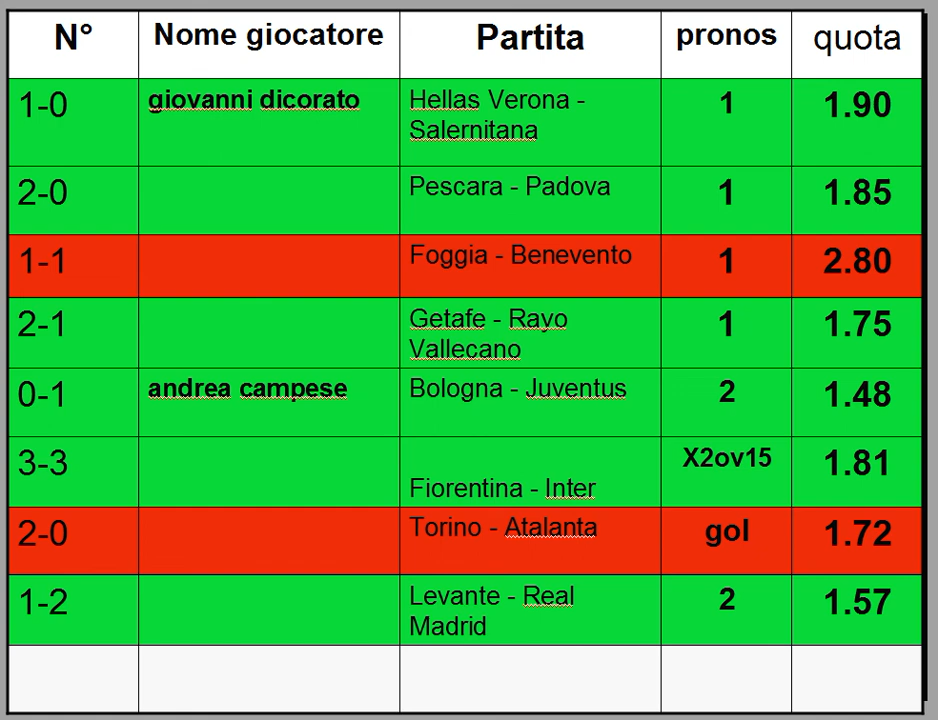 N° Nome giocatore Partita pronos quota
1-0 giovanni dicorato Hellas Verona - 1 1.90
Salernitana
2-0 Pescara - Padova 1 1.85
1-1 Foggia - Benevento 1 2.80
2-1 Getafe - Rayo 1 1.75
Vallecano
0-1 andrea campese Bologna - Juventus 2 1.48
3-3 X2ov15 1.81
Fiorentina - Inter
2-0 Torino - Atalanta gol 1.72
1-2 Levante - Real 2 1.57
Madrid